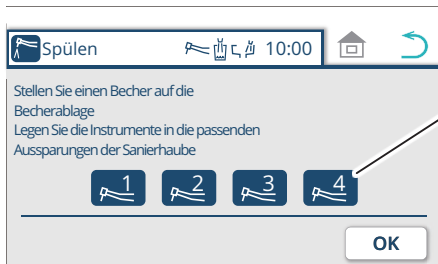 Spülen 10:00
Stellen Sie einen Becher auf die
Becherablage
Legen Sie die Instrumente in die passenden
Aussparungen der Sanierhaube
1 2 3 4
OK